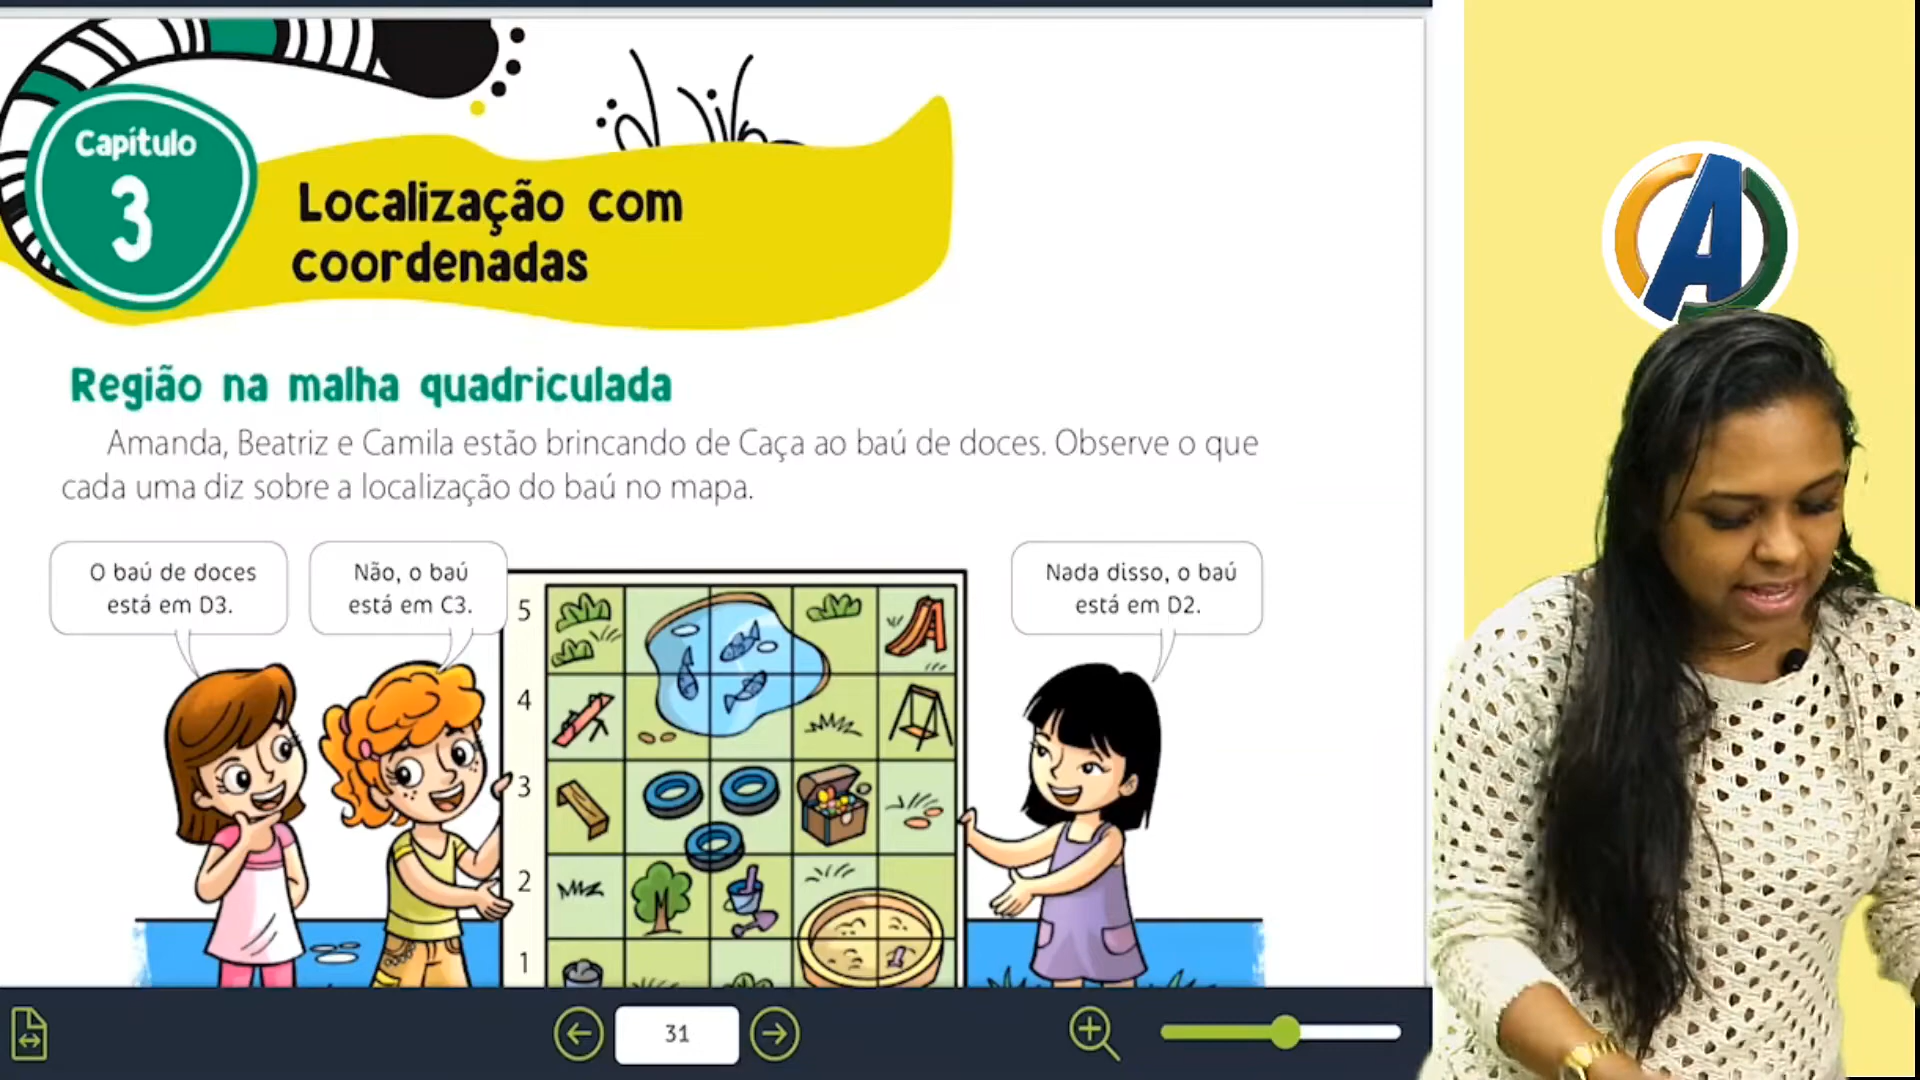 Capítulo
3
Localização com
coordenadas
Região na malha quadriculada
Amanda, Beatriz e Camila estão brincando de Caça ao baú de doces. Observe o que
cada uma diz sobre a localização do baú no mapa.
O baú de doces
está em D3.
Não, o baú
está em C3.
Nada disso, o baú
está em D2.
5
4
3
2
1
31
A